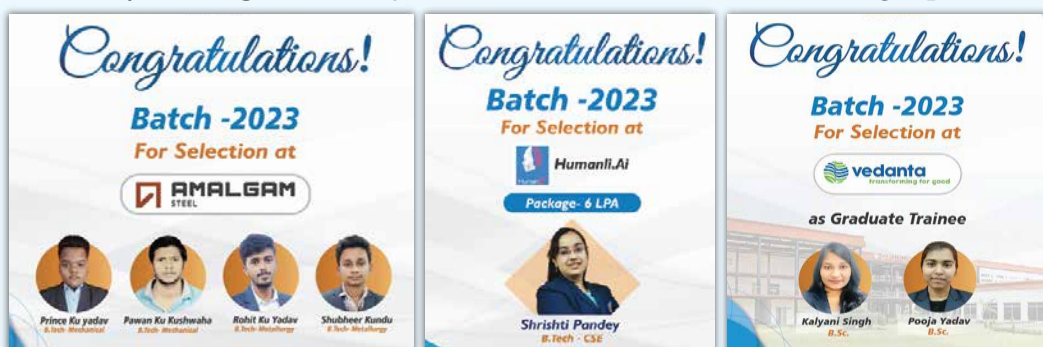 Congratulations!
Batch -2023
For Selection at
AMALGAM
STEEL
Prince Ku yadav
B.Tech- Mechanical
Pawan Ku Kushwaha
B.Tech- Mechanical
Rohit Ku Yadav
B.Tech- Metallurgy
Shubheer Kundu
B.Tech- Metallurgy
Congratulations!
Batch -2023
For Selection at
Humanli.Ai
Package- 6 LPA
Shrishti Pandey
B.Tech - CSE
Congratulations!
Batch -2023
For Selection at
vedanta
transforming for good
as Graduate Trainee
Kalyani Singh
B.Sc.
Pooja Yadav
B.Sc.